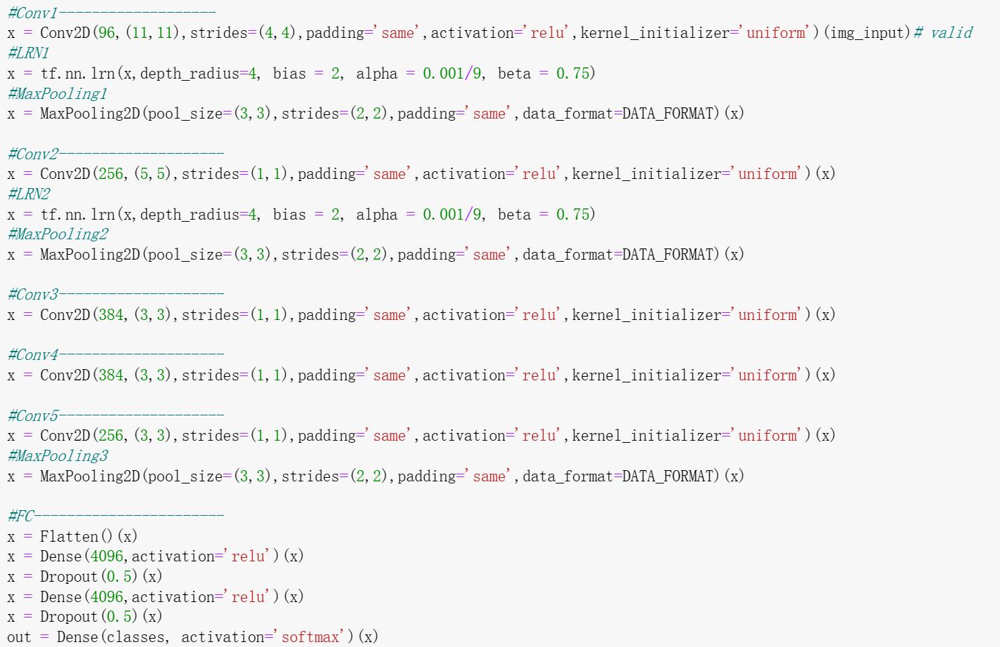 #Conv1-------------------
x = Conv2D(96,(11,11),strides=(4,4),padding='same',activation='relu',kernel_initializer='uniform')(img_input)# valid
#LRN1
x = tf.nn.lrn(x,depth_radius=4, bias = 2, alpha = 0.001/9, beta = 0.75)
#MaxPooling1
x = MaxPooling2D(pool_size=(3,3),strides=(2,2),padding='same',data_format=DATA_FORMAT)(x)
#Conv2--------------------
x = Conv2D(256,(5,5),strides=(1,1),padding='same',activation='relu',kernel_initializer='uniform')(x)
#LRN2
x = tf.nn.lrn(x,depth_radius=4, bias = 2, alpha = 0.001/9, beta = 0.75)
#MaxPooling2
x = MaxPooling2D(pool_size=(3,3),strides=(2,2),padding='same',data_format=DATA_FORMAT)(x)
#Conv3--------------------
x = Conv2D(384,(3,3),strides=(1,1),padding='same',activation='relu',kernel_initializer='uniform')(x)
#Conv4--------------------
x = Conv2D(384,(3,3),strides=(1,1),padding='same',activation='relu',kernel_initializer='uniform')(x)
#Conv5--------------------
x = Conv2D(256,(3,3),strides=(1,1),padding='same',activation='relu',kernel_initializer='uniform')(x)
#MaxPooling3
x = MaxPooling2D(pool_size=(3,3),strides=(2,2),padding='same',data_format=DATA_FORMAT)(x)
#FC-----------------------
x = Flatten()(x)
x = Dense(4096,activation='relu')(x)
x = Dropout(0.5)(x)
x = Dense(4096,activation='relu')(x)
x = Dropout(0.5)(x)
out = Dense(classes, activation='softmax')(x)